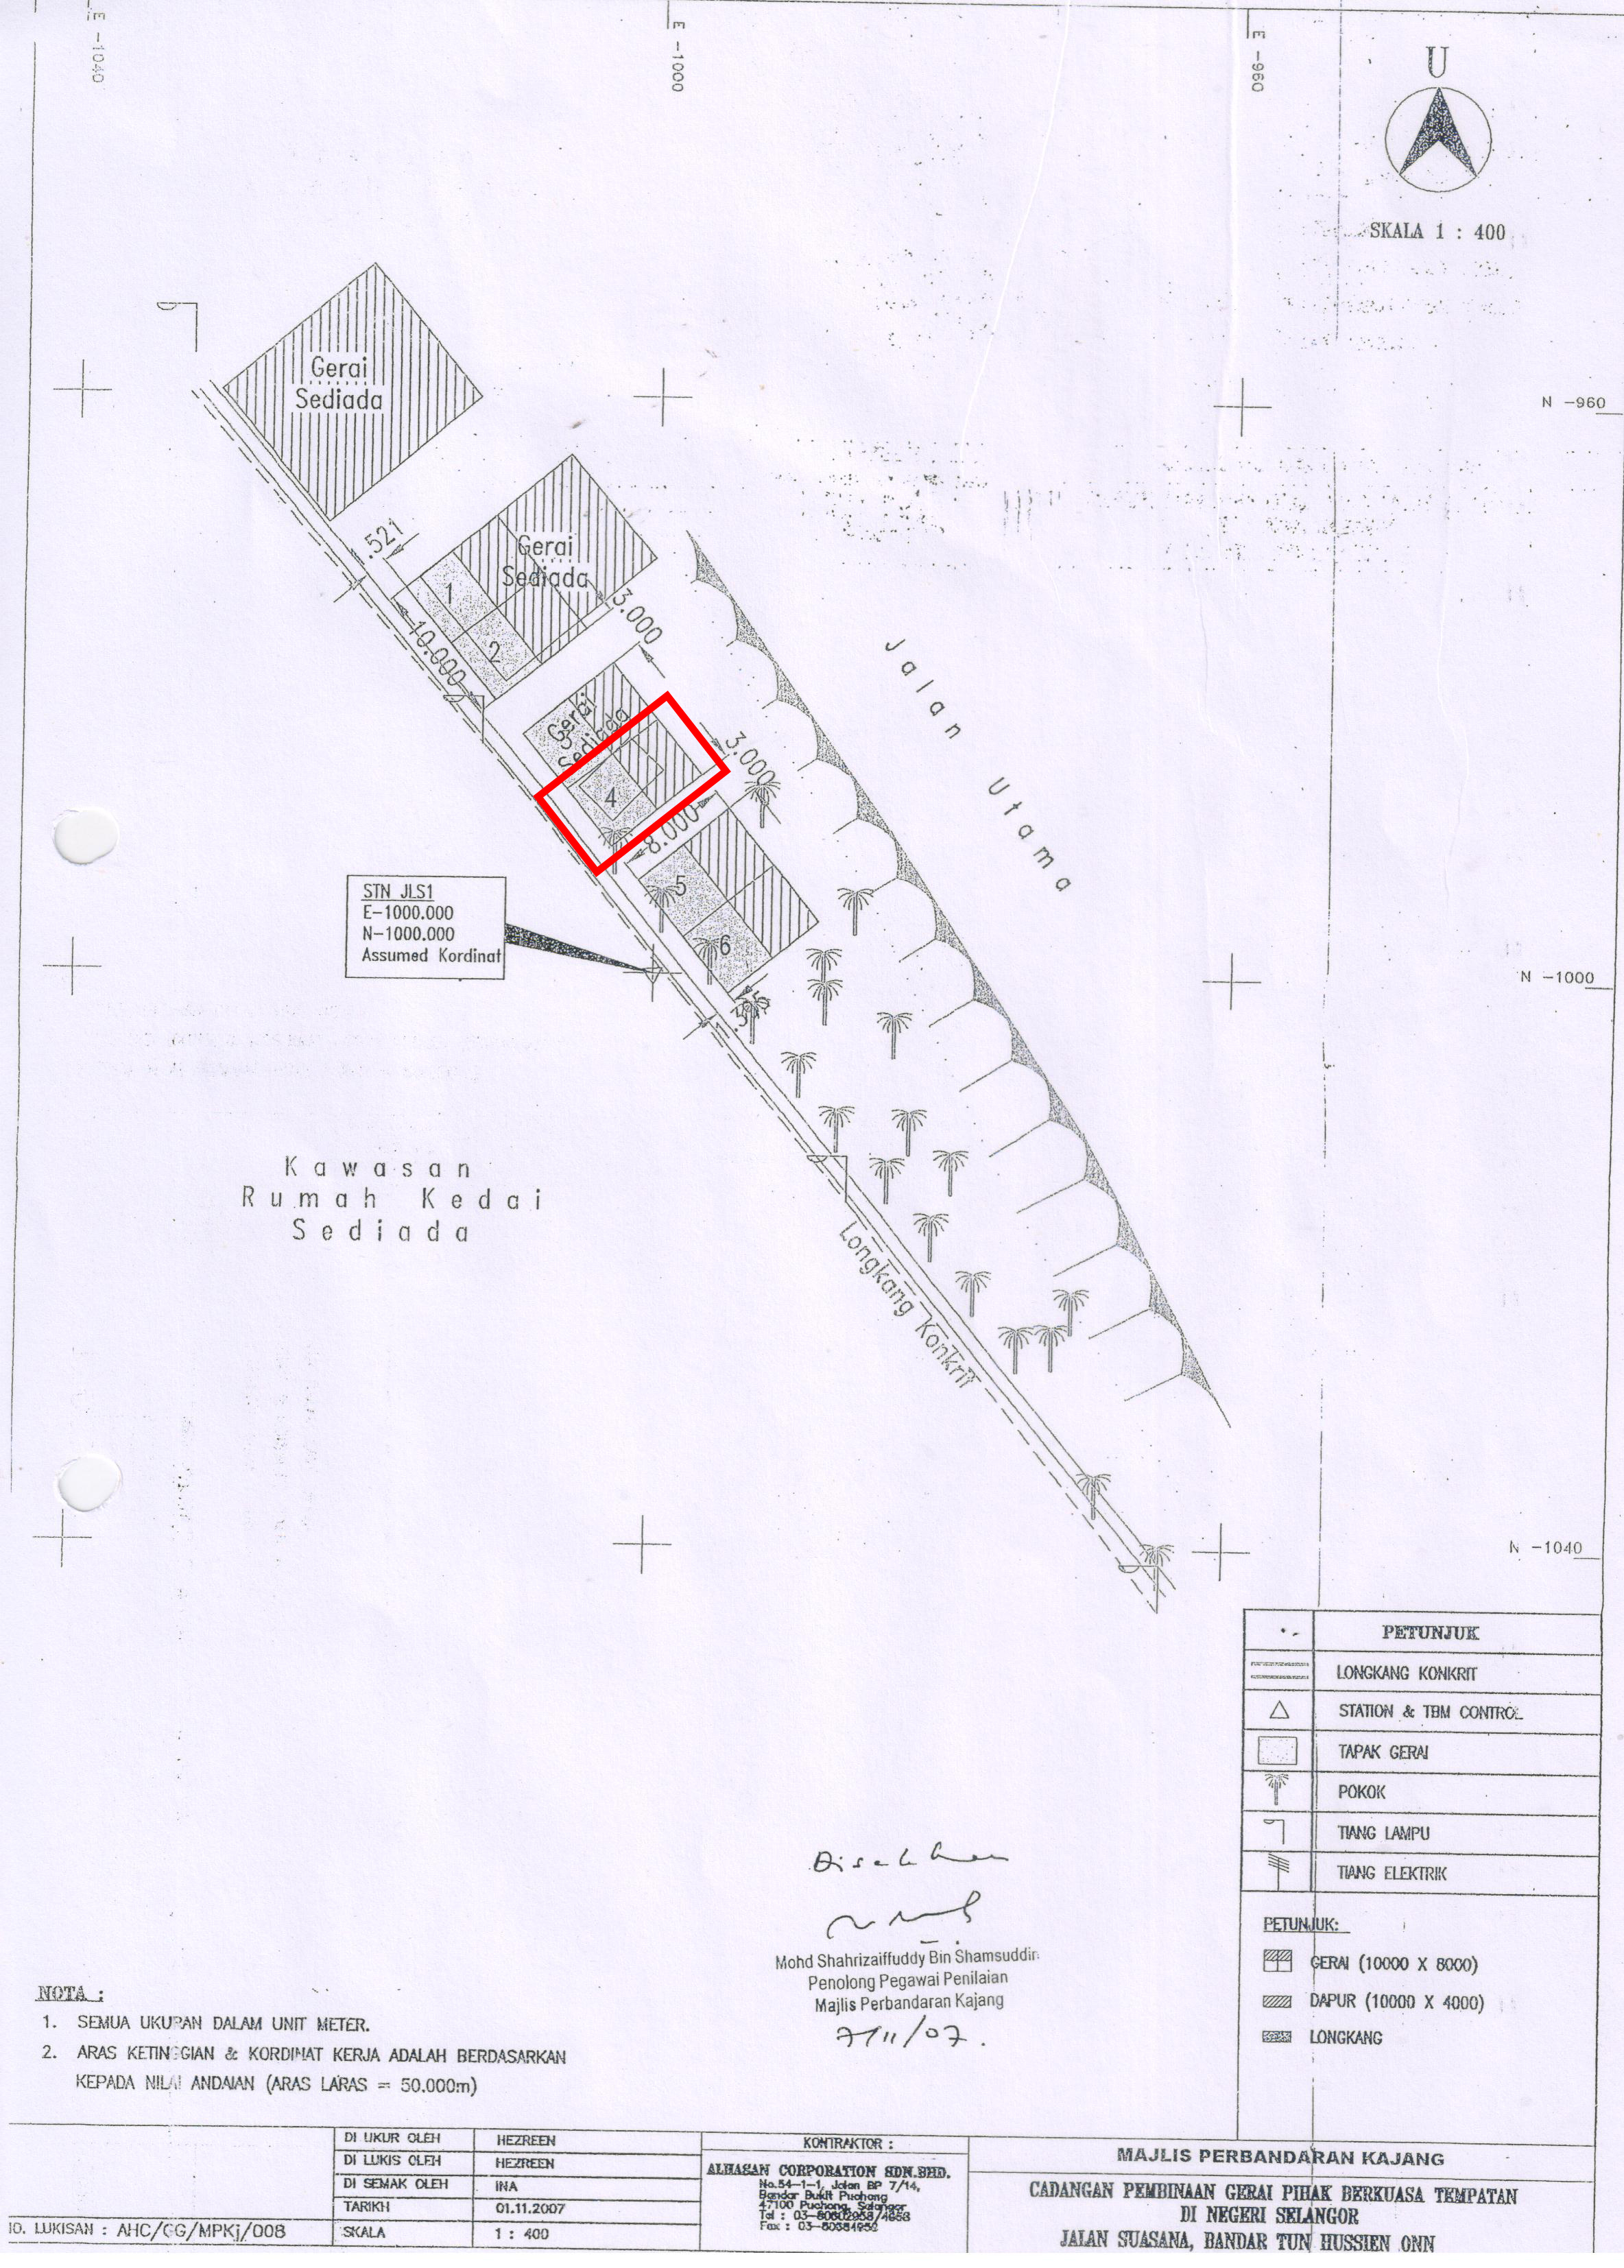 E -1040
E -1000
E -960
U
SKALA 1 : 400
Gerai
Sediada
N -960
.521
Gerai
Sediada
1
2
3.000
10.000
Jalan Utama
Gerai
Sediada
3.000
4
8.000
5
6
STN JLS1
E-1000.000
N-1000.000
Assumed Kordinat
N -1000
Kawasan
Rumah Kedai
Sediada
Longkang Konkrit
N -1040
PETUNJUK
LONGKANG KONKRIT
STATION & TBM CONTROL
TAPAK GERAI
POKOK
TIANG LAMPU
TIANG ELEKTRIK
PETUNJUK:
GERAI (10000 X 8000)
DAPUR (10000 X 4000)
LONGKANG
Disahkan
Mohd Shahrizaiffuddy Bin Shamsuddin
Penolong Pegawai Penilaian
Majlis Perbandaran Kajang
7/11/07.
NOTA :
1. SEMUA UKURAN DALAM UNIT METER.
2. ARAS KETINGGIAN & KORDINAT KERJA ADALAH BERDASARKAN
KEPADA NILAI ANDAIAN (ARAS LARAS = 50.000m)
DI UKUR OLEH HEZREEN
DI LUKIS OLEH HEZREEN
DI SEMAK OLEH INA
TARIKH 01.11.2007
SKALA 1 : 400
IO. LUKISAN : AHC/GG/MPKj/008
KONTRAKTOR :
ALHASAN CORPORATION SDN.BHD.
No.54-1-1, Jalan BP 7/14,
Bandar Bukit Puchong
47100 Puchong, Selangor
Tel : 03-
Fax : 03-
MAJLIS PERBANDARAN KAJANG
CADANGAN PEMBINAAN GERAI PIHAK BERKUASA TEMPATAN
DI NEGERI SELANGOR
JALAN SUASANA, BANDAR TUN HUSSIEN ONN